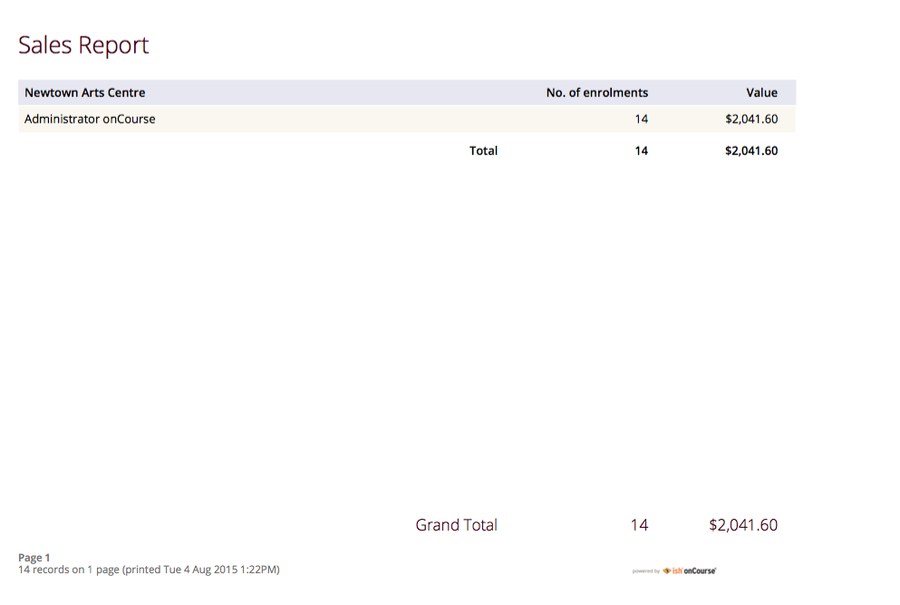 Sales Report
Newtown Arts Centre No. of enrolments Value
Administrator onCourse 14 $2,041.60
Total 14 $2,041.60
Grand Total 14 $2,041.60
Page 1
14 records on 1 page (printed Tue 4 Aug 2015 1:22PM)
powered by ish onCourse